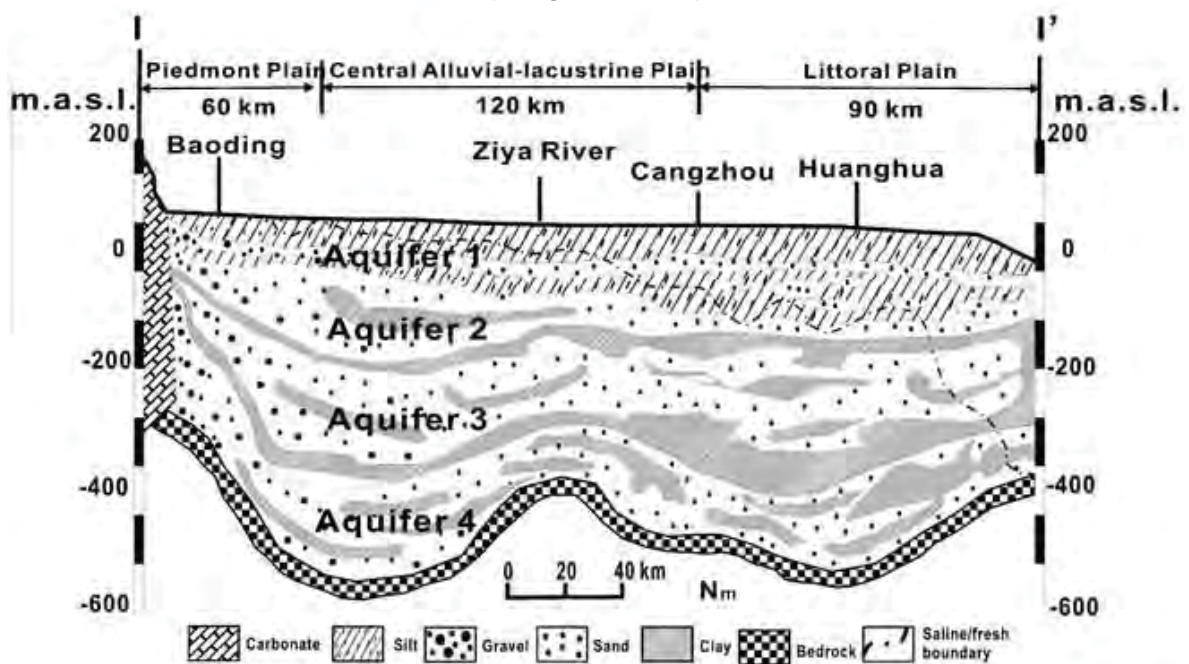 I I’
Piedmont Plain Central Alluvial-lacustrine Plain Littoral Plain
m.a.s.l. 60 km 120 km 90 km m.a.s.l.
200 200
Baoding Ziya River Cangzhou Huanghua
0 Aquifer 1 0
Aquifer 2
-200 -200
Aquifer 3
-400 -400
Aquifer 4
0 20 40 km
Nm
-600 -600
Carbonate Silt Gravel Sand Clay Bedrock Saline/fresh
boundary